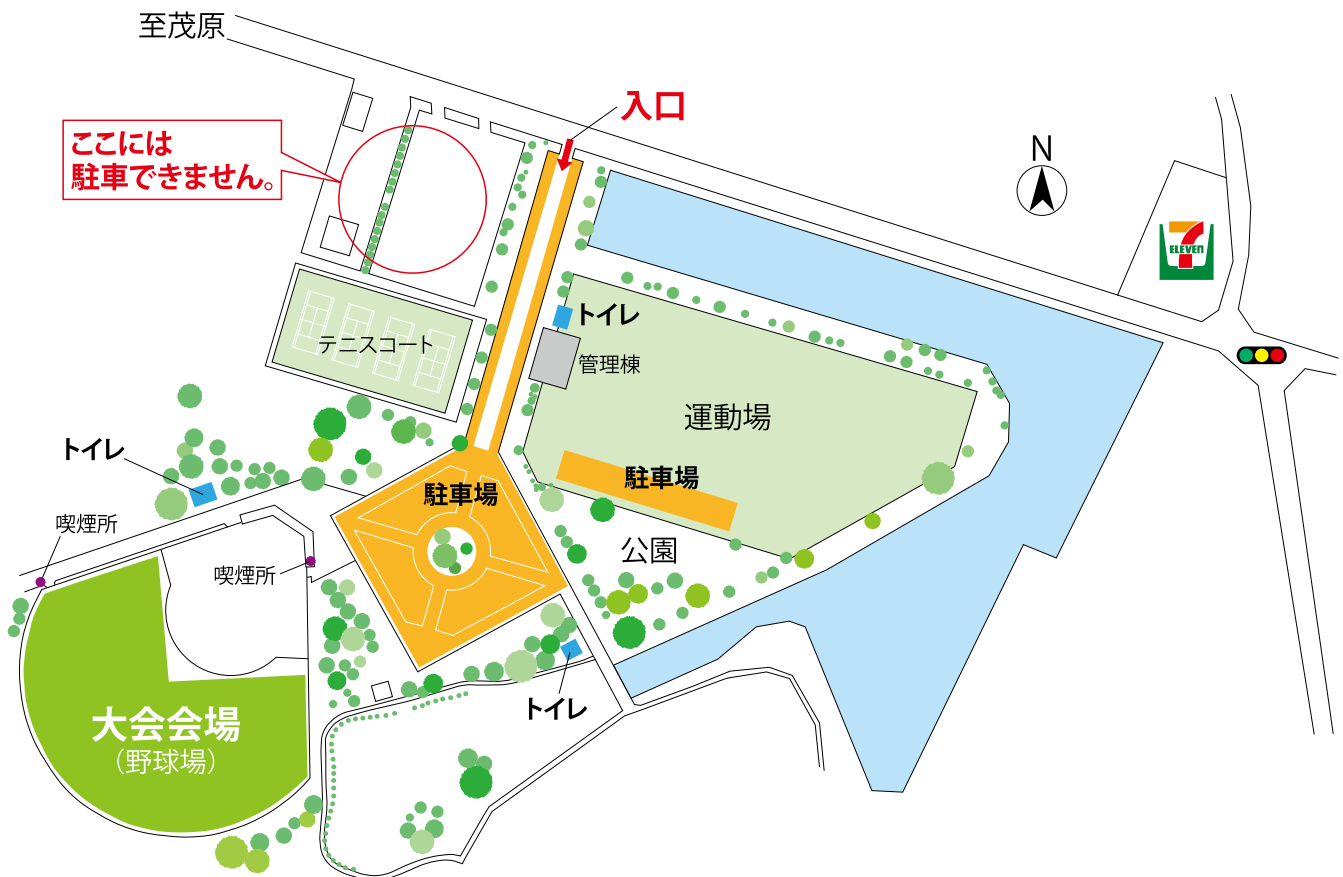 至茂原
入口
ここには
駐車できません。
N
7
ELEVEn
トイレ
テニスコート
管理棟
運動場
トイレ
駐車場
駐車場
喫煙所
公園
喫煙所
トイレ
大会会場
（野球場）